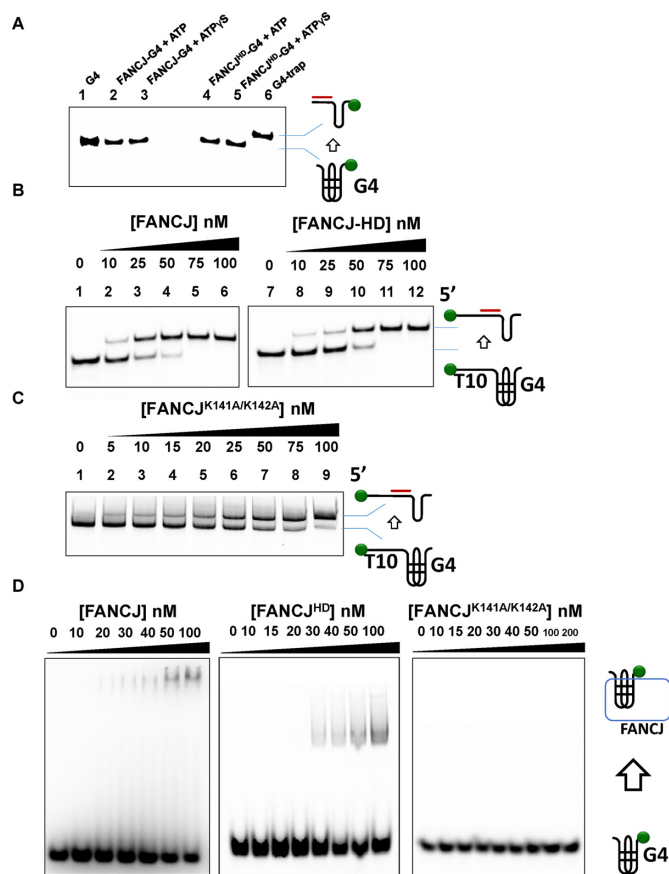 A
G4
FANCJ-G4 + ATP
FANCJ-G4 + ATPγS
FANCJHD-G4 + ATP
FANCJHD-G4 + ATPγS
G4-trap
1 2 3 4 5 6
G4
B
[FANCJ] nM [FANCJ-HD] nM
0 10 25 50 75 100 0 10 25 50 75 100
1 2 3 4 5 6 7 8 9 10 11 12 5'
T10 G4
C
[FANCJK141A/K142A] nM
0 5 10 15 20 25 50 75 100
1 2 3 4 5 6 7 8 9 5'
T10 G4
D
[FANCJ] nM [FANCJHD] nM [FANCJK141A/K142A] nM
0 10 20 30 40 50 100 0 10 15 20 30 40 50 100 0 10 15 20 30 40 50 100 200
FANCJ
G4